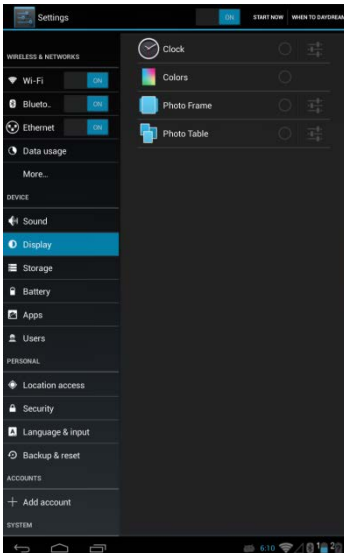 Settings
ON
START NOW
WHEN TO DAYDREAM
WIRELESS & NETWORKS
Wi-Fi
ON
Blueto..
ON
Ethernet
ON
Data usage
More...
DEVICE
Sound
Display
Storage
Battery
Apps
Users
PERSONAL
Location access
Security
Language & input
Backup & reset
ACCOUNTS
Add account
SYSTEM
Clock
Colors
Photo Frame
Photo Table
6:10